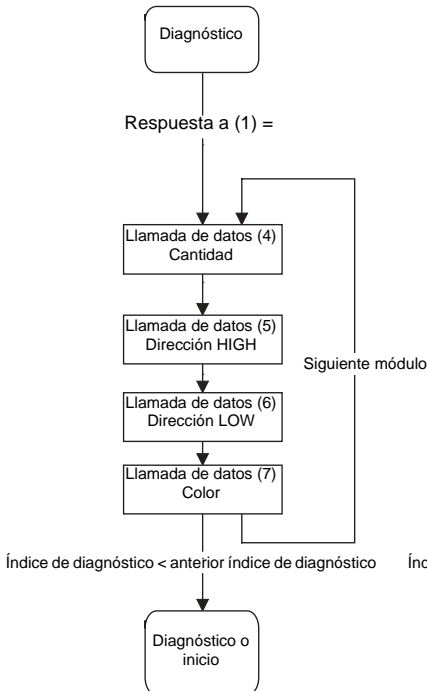 Diagnóstico
Respuesta a (1) =
Llamada de datos (4)
Cantidad
Llamada de datos (5)
Dirección HIGH
Siguiente módulo
Llamada de datos (6)
Dirección LOW
Llamada de datos (7)
Color
Índice de diagnóstico < anterior índice de diagnóstico
Diagnóstico o
inicio